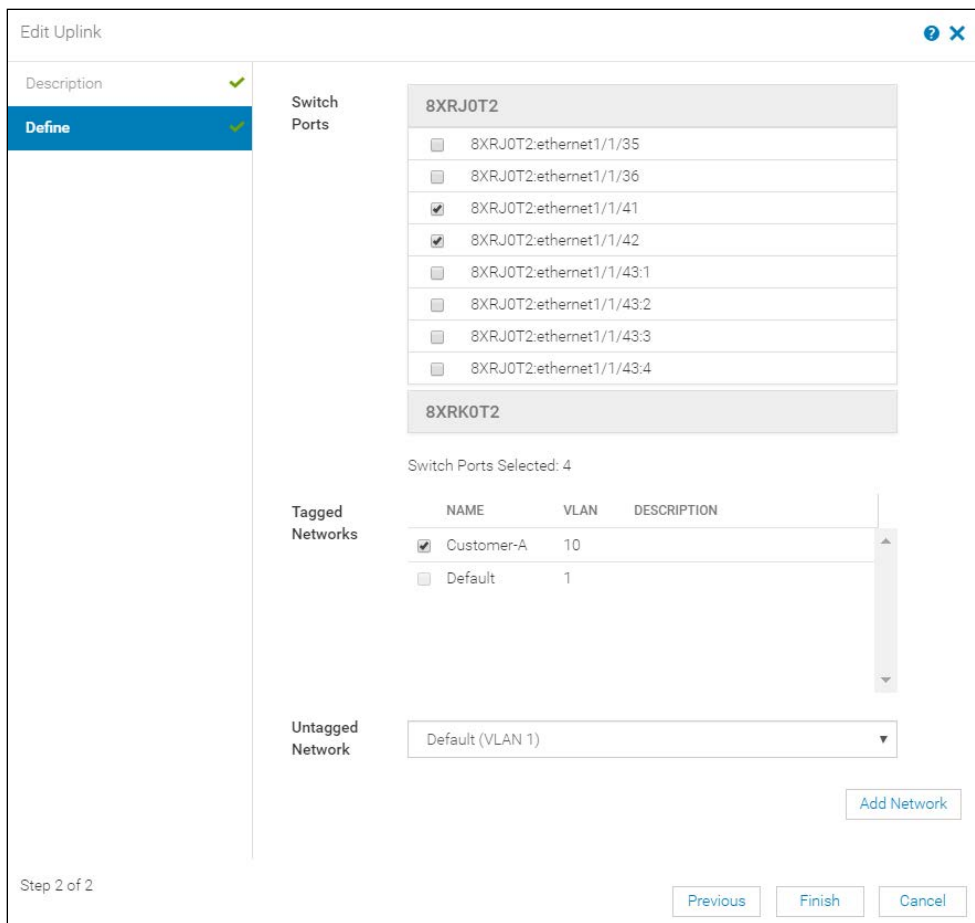 Edit Uplink
Description
Define
Switch
Ports
8XRJ0T2
8XRJ0T2:ethernet1/1/35
8XRJ0T2:ethernet1/1/36
8XRJ0T2:ethernet1/1/41
8XRJ0T2:ethernet1/1/42
8XRJ0T2:ethernet1/1/43:1
8XRJ0T2:ethernet1/1/43:2
8XRJ0T2:ethernet1/1/43:3
8XRJ0T2:ethernet1/1/43:4
8XRK0T2
Switch Ports Selected: 4
Tagged
Networks
NAME VLAN DESCRIPTION
Customer-A 10
Default 1
Untagged
Network
Default (VLAN 1)
Add Network
Step 2 of 2
Previous Finish Cancel